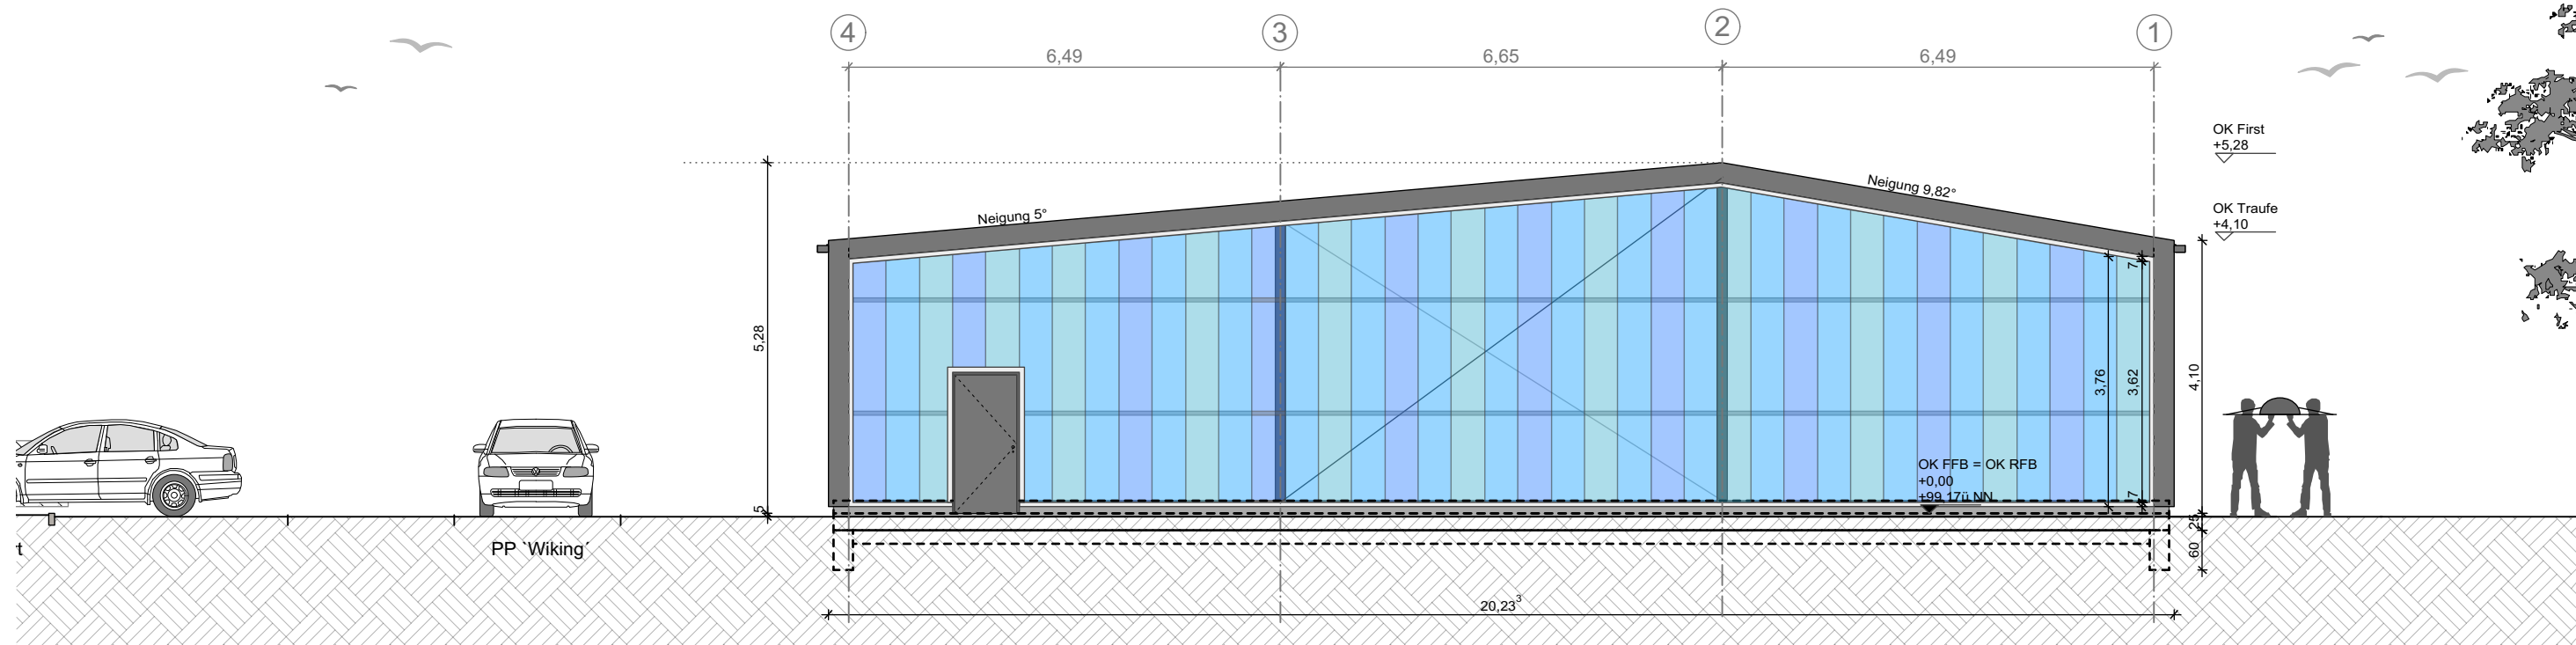 4
3
2
1
6,49
6,65
6,49
OK First
+5,28
Neigung 5°
Neigung 9,82°
OK Traufe
+4,10
5,28
7
3,76
3,62
4,10
OK FFB = OK RFB
+0,00
+99,17ü NN
7
5
25
60
t
PP `Wiking´
20,23³